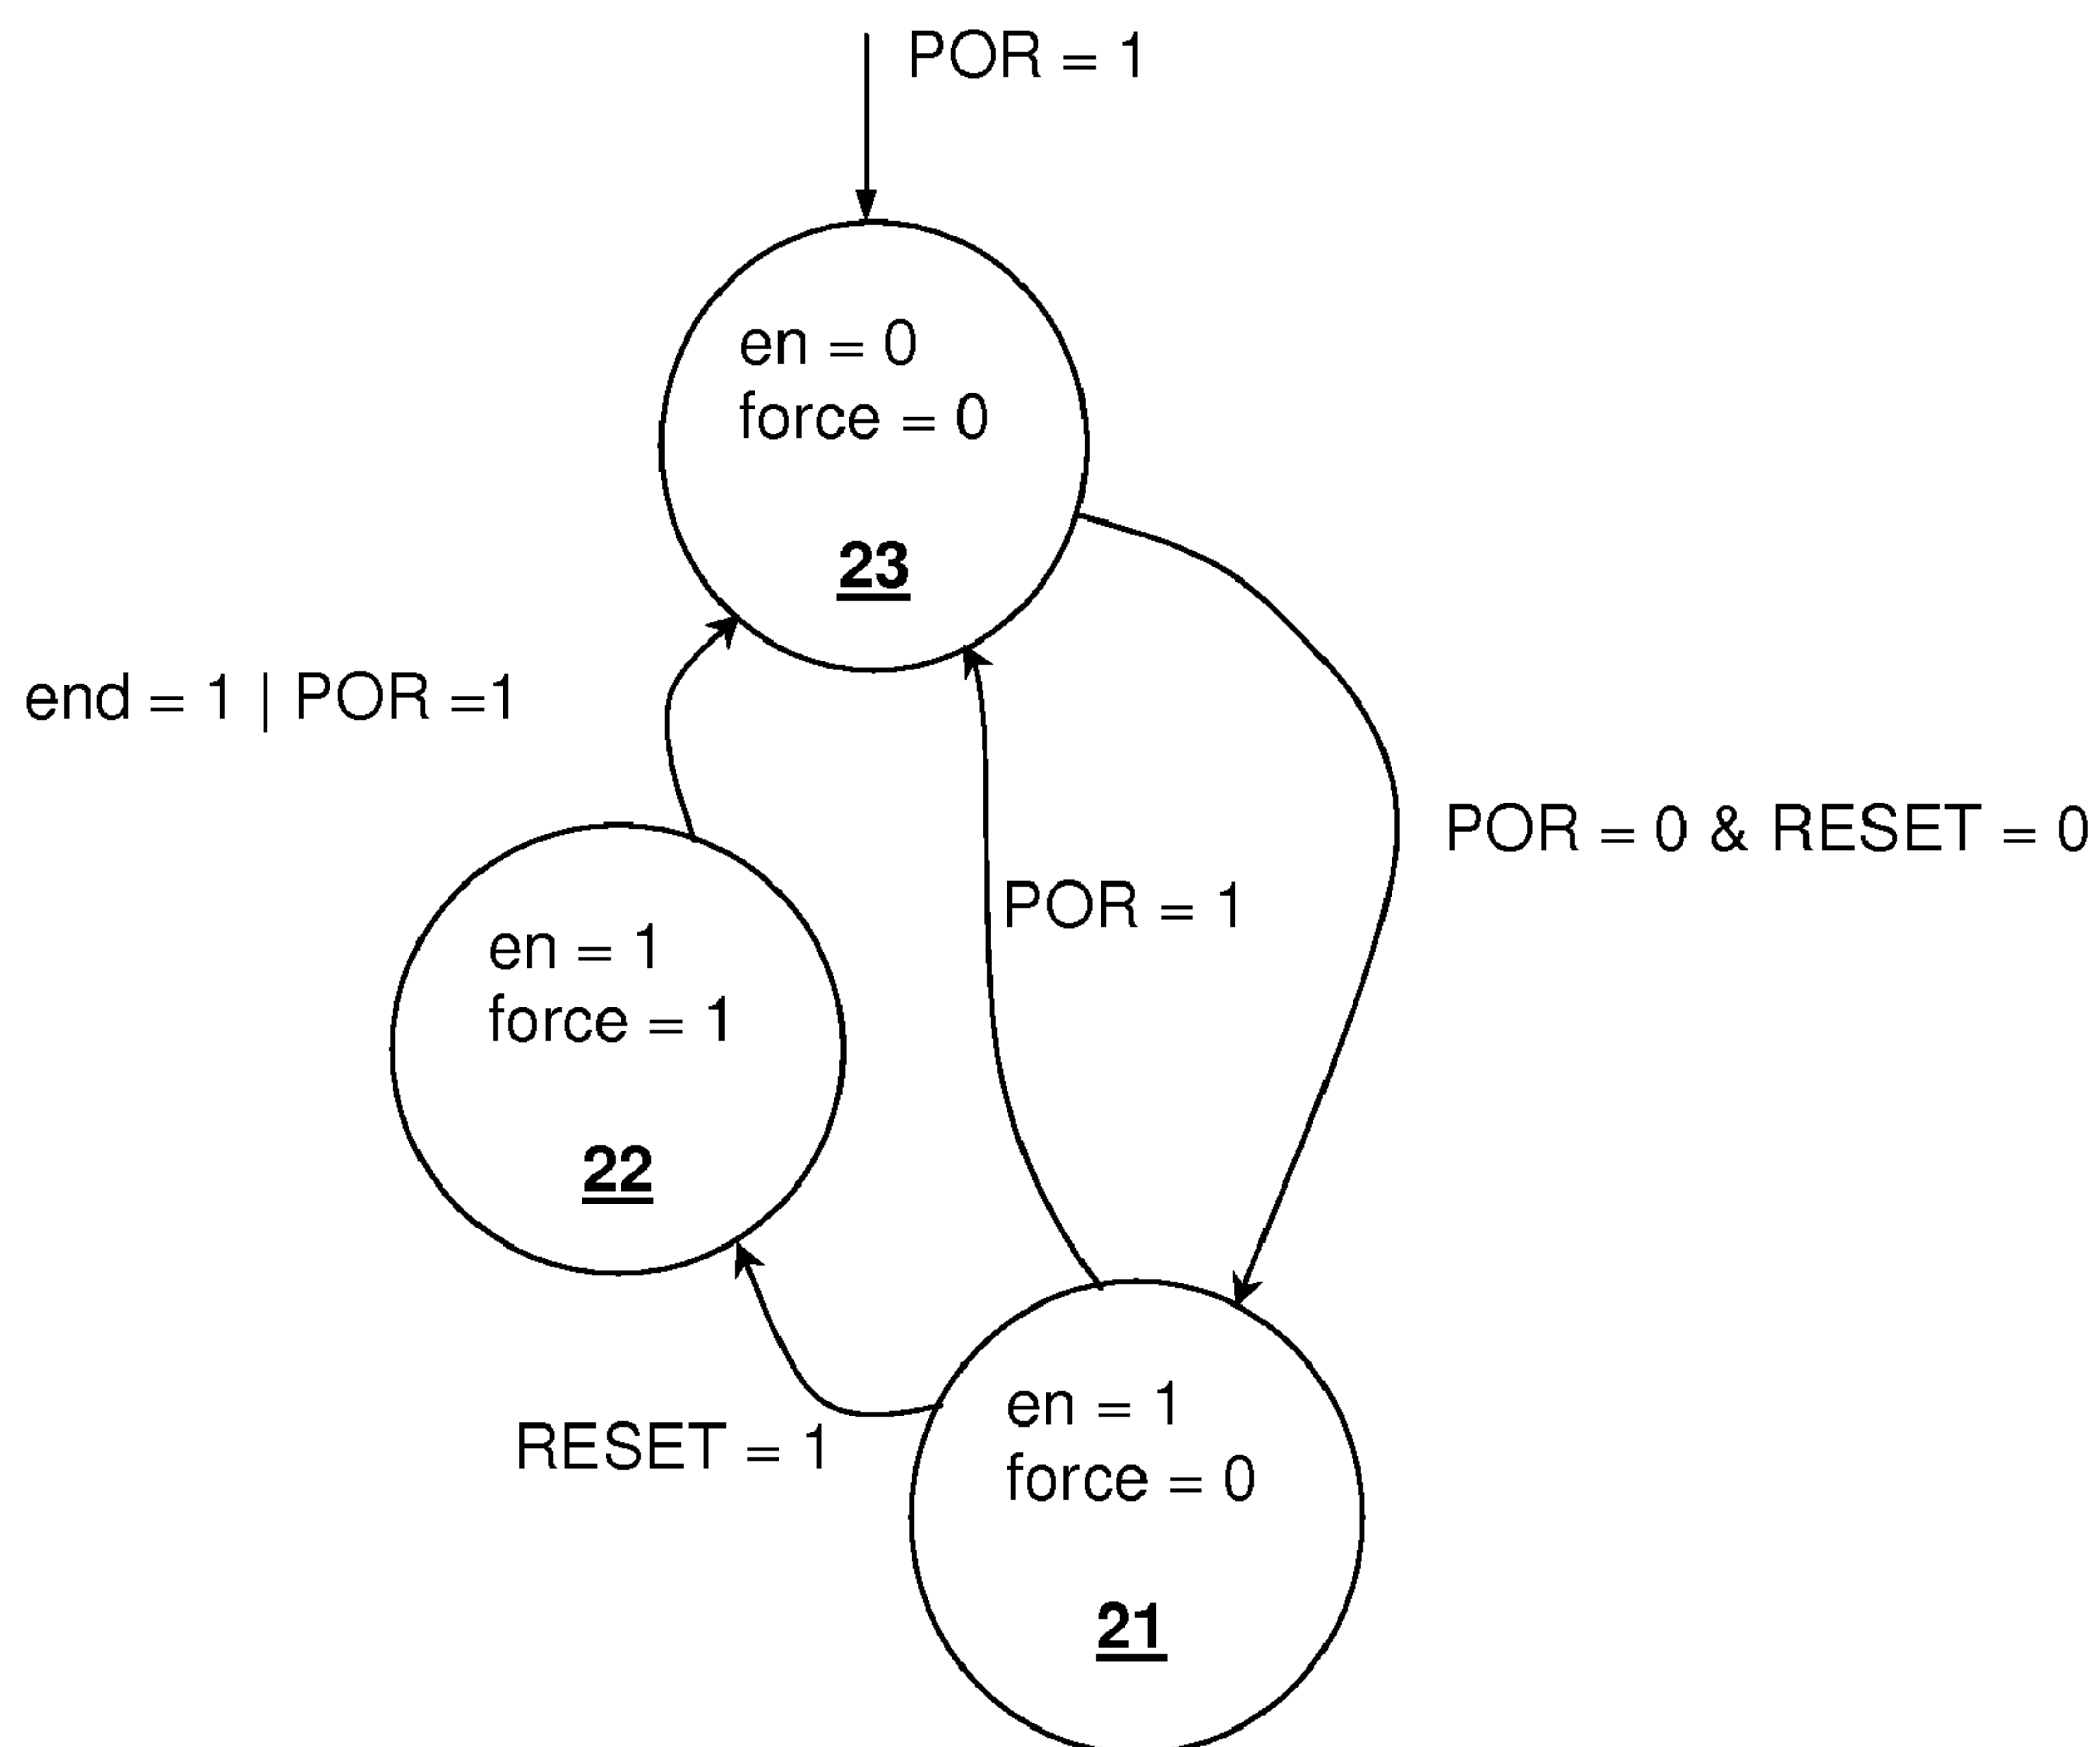 POR = 1
en = 0
force = 0
23
end = 1 | POR =1
POR = 0 & RESET = 0
POR = 1
en = 1
force = 1
22
RESET = 1
en = 1
force = 0
21